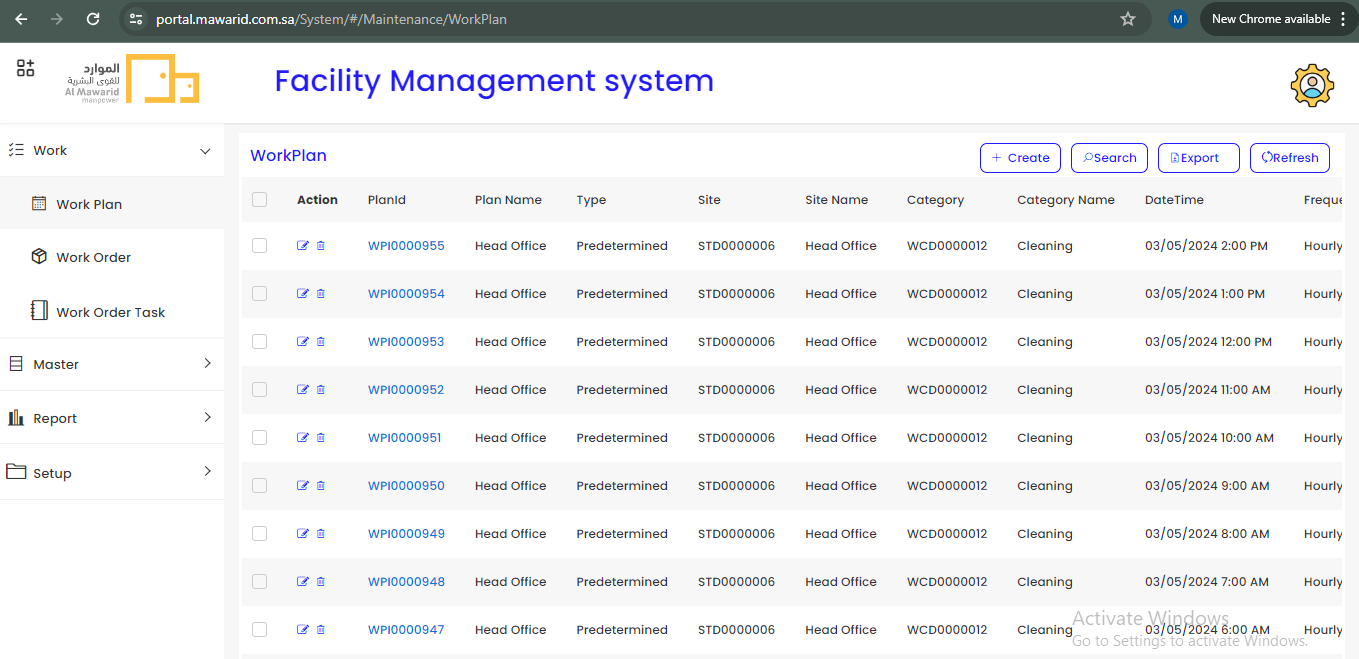 portal.mawarid.com.sa/System/#/Maintenance/WorkPlan
M
New Chrome available
الموارد
للقوى البشرية
Al Mawarid
manpower
Facility Management system
Work
Work Plan
Work Order
Work Order Task
Master
Report
Setup
WorkPlan
+ Create
Search
Export
Refresh
Action PlanId Plan Name Type Site Site Name Category Category Name DateTime Freque
WPI0000955 Head Office Predetermined STD0000006 Head Office WCD0000012 Cleaning 03/05/2024 2:00 PM Hourly
WPI0000954 Head Office Predetermined STD0000006 Head Office WCD0000012 Cleaning 03/05/2024 1:00 PM Hourly
WPI0000953 Head Office Predetermined STD0000006 Head Office WCD0000012 Cleaning 03/05/2024 12:00 PM Hourly
WPI0000952 Head Office Predetermined STD0000006 Head Office WCD0000012 Cleaning 03/05/2024 11:00 AM Hourly
WPI0000951 Head Office Predetermined STD0000006 Head Office WCD0000012 Cleaning 03/05/2024 10:00 AM Hourly
WPI0000950 Head Office Predetermined STD0000006 Head Office WCD0000012 Cleaning 03/05/2024 9:00 AM Hourly
WPI0000949 Head Office Predetermined STD0000006 Head Office WCD0000012 Cleaning 03/05/2024 8:00 AM Hourly
WPI0000948 Head Office Predetermined STD0000006 Head Office WCD0000012 Cleaning 03/05/2024 7:00 AM Hourly
WPI0000947 Head Office Predetermined STD0000006 Head Office WCD0000012 Cleaning 03/05/2024 6:00 AM Hourly
Activate Windows
Go to Settings to activate Windows.